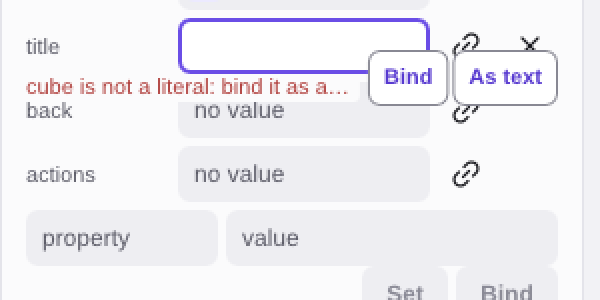 title
Bind As text
cube is not a literal: bind it as a…
back no value
actions no value
property value
Set Bind